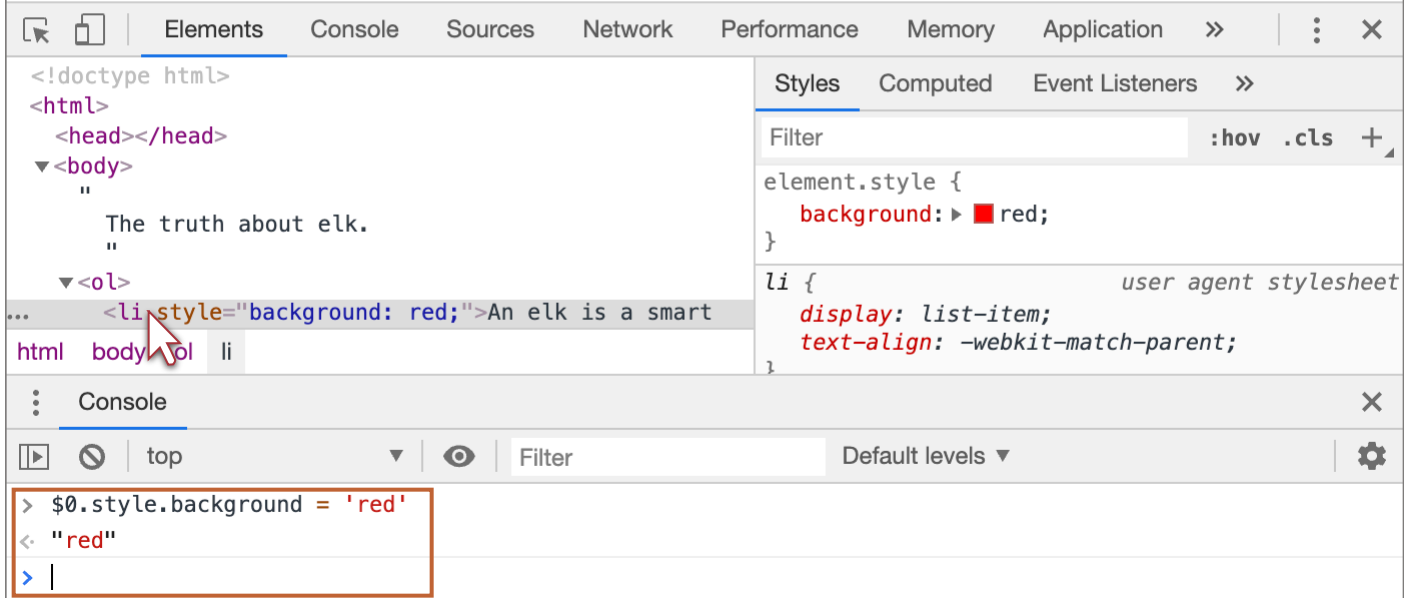 Elements Console Sources Network Performance Memory Application »
<!doctype html>
<html>
<head></head>
▼<body>
"
The truth about elk.
"
▼<ol>
... <li style="background: red;">An elk is a smart
html body ol li
Styles Computed Event Listeners »
Filter :hov .cls +
element.style {
background:▶ red;
}
li { user agent stylesheet
display: list-item;
text-align: -webkit-match-parent;
}
Console
top ▼ Filter Default levels ▼
> $0.style.background = 'red'
<· "red"
>